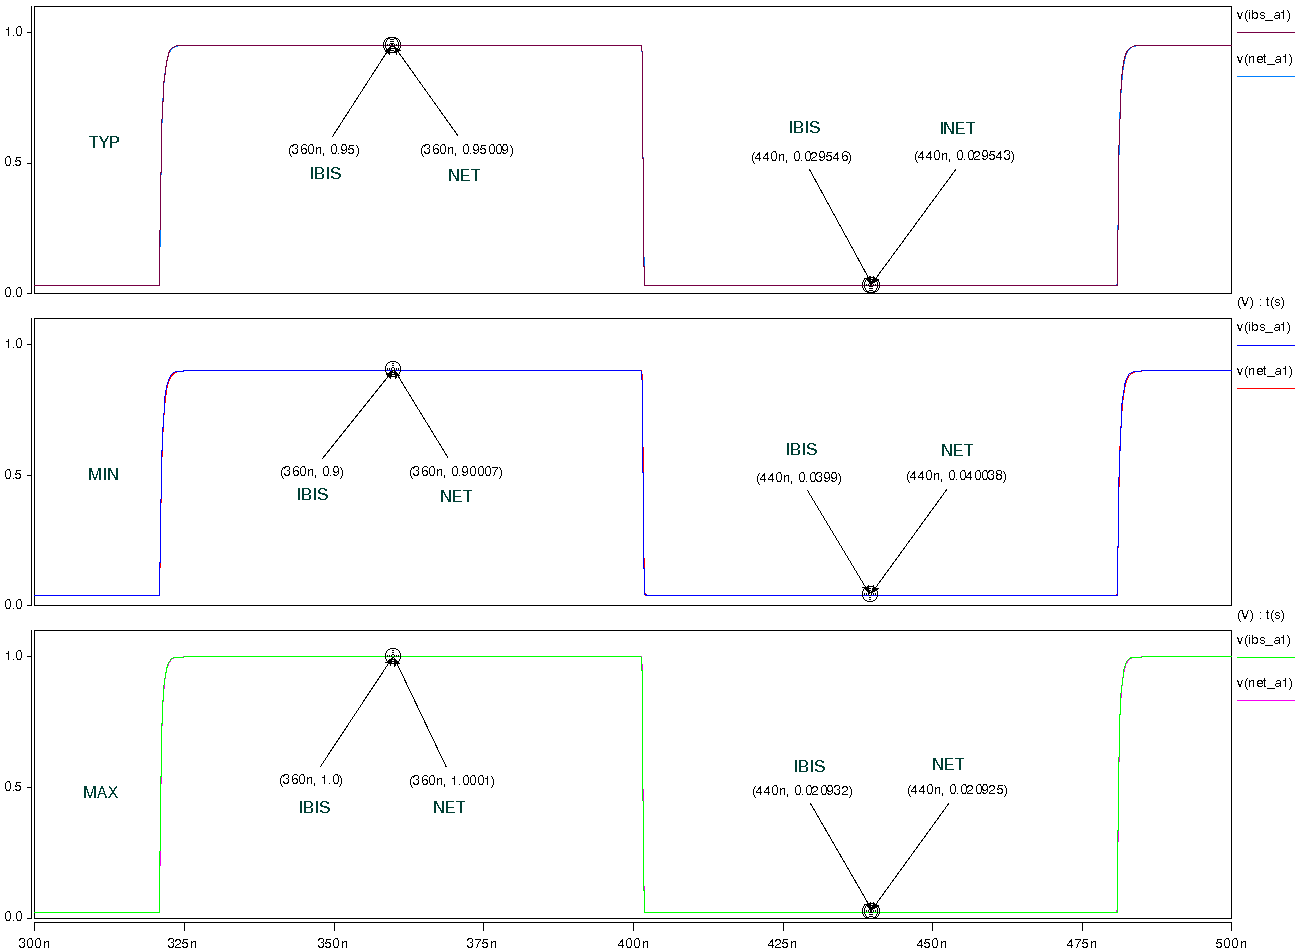 1.0
v(ibs_a1)
v(net_a1)
IBIS
INET
TYP
(360n, 0.95)
(360n, 0.95009)
(440n, 0.029546)
(440n, 0.029543)
0.5
IBIS
NET
0.0
(V) : t(s)
v(ibs_a1)
1.0
v(net_a1)
IBIS
NET
(360n, 0.9)
(360n, 0.90007)
(440n, 0.0399)
(440n, 0.040038)
0.5
MIN
IBIS
NET
0.0
(V) : t(s)
v(ibs_a1)
1.0
v(net_a1)
IBIS
NET
(360n, 1.0)
(360n, 1.0001)
0.5
MAX
(440n, 0.020932)
(440n, 0.020925)
IBIS
NET
0.0
300n
325n
350n
375n
400n
425n
450n
475n
500n